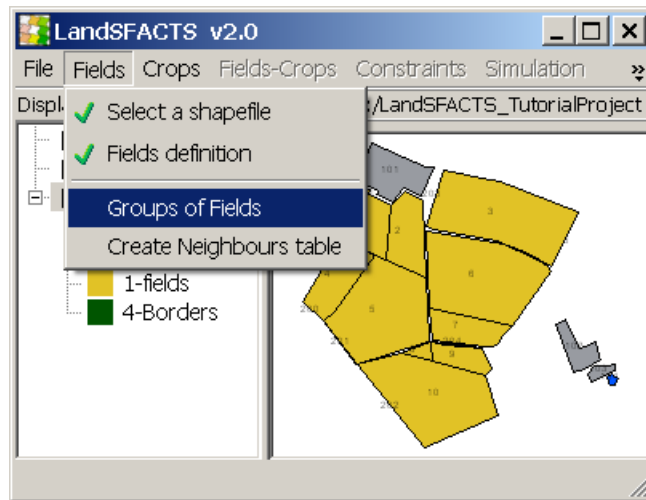 LandSFACTS v2.0
File Fields Crops Fields-Crops Constraints Simulation »
Displ :/LandSFACTS_TutorialProject
Select a shapefile
Fields definition
Groups of Fields
Create Neighbours table
1-fields
4-Borders
101
3
2
6
5
7
9
10